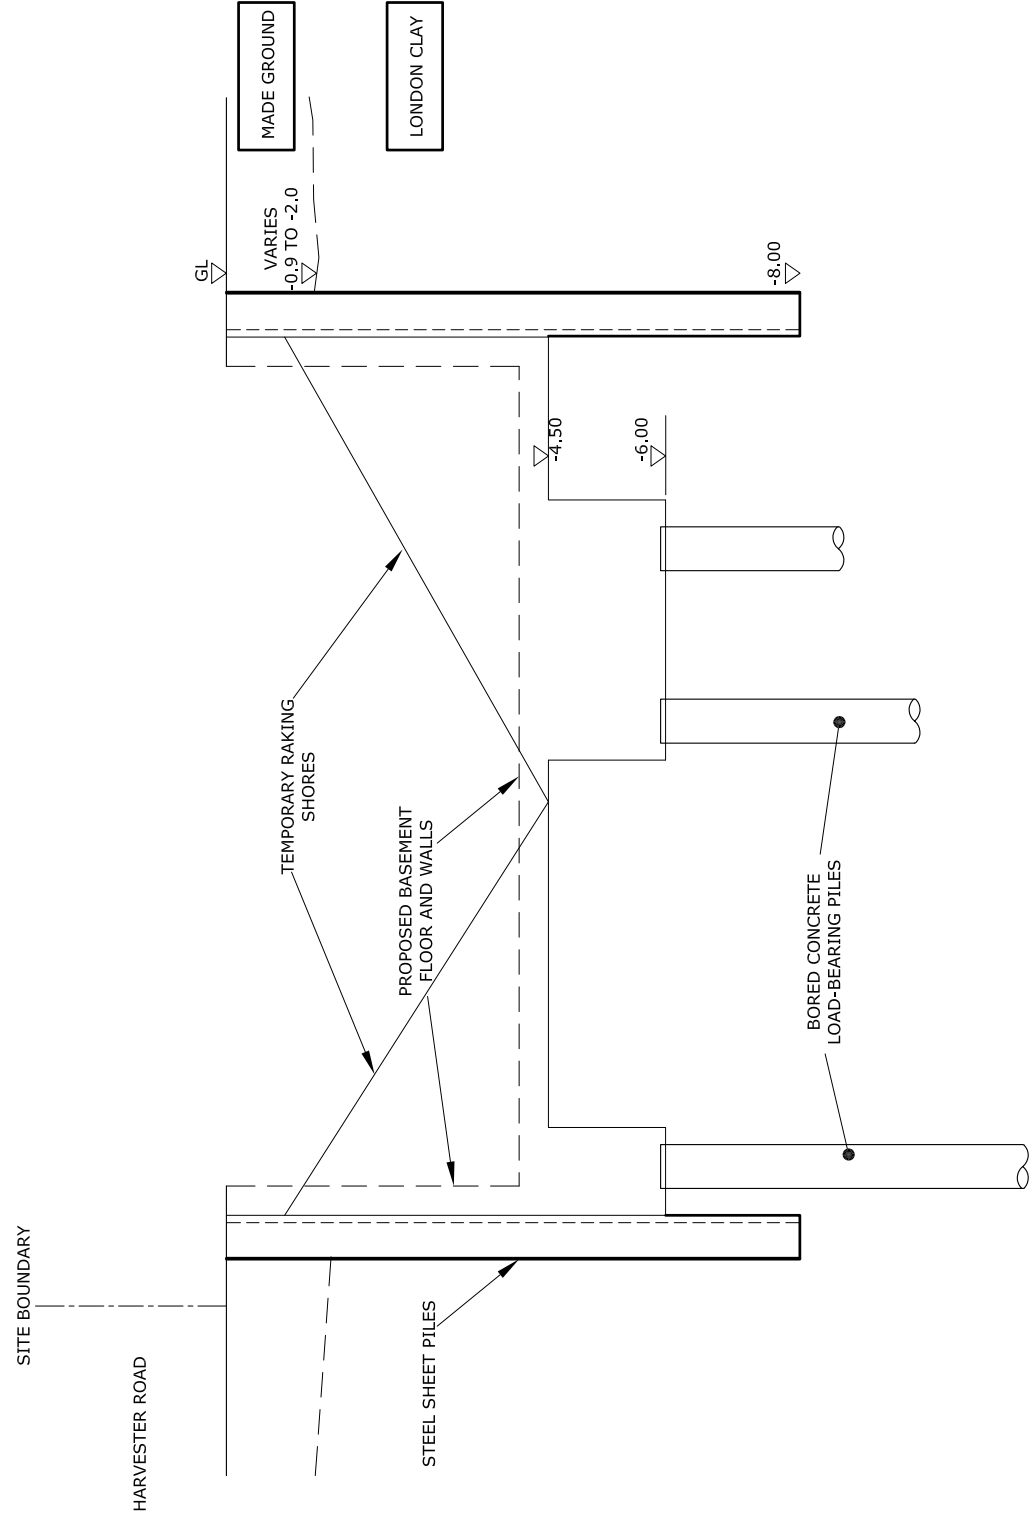 SITE BOUNDARY
HARVESTER ROAD
GL
MADE GROUND
VARIES
-0.9 TO -2.0
LONDON CLAY
TEMPORARY RAKING
SHORES
PROPOSED BASEMENT
FLOOR AND WALLS
STEEL SHEET PILES
-4.50
-6.00
-8.00
BORED CONCRETE
LOAD-BEARING PILES